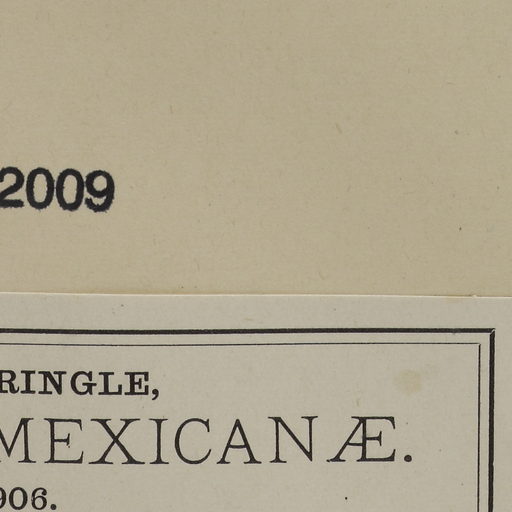 2009
RINGLE,
MEXICANÆ.
906.